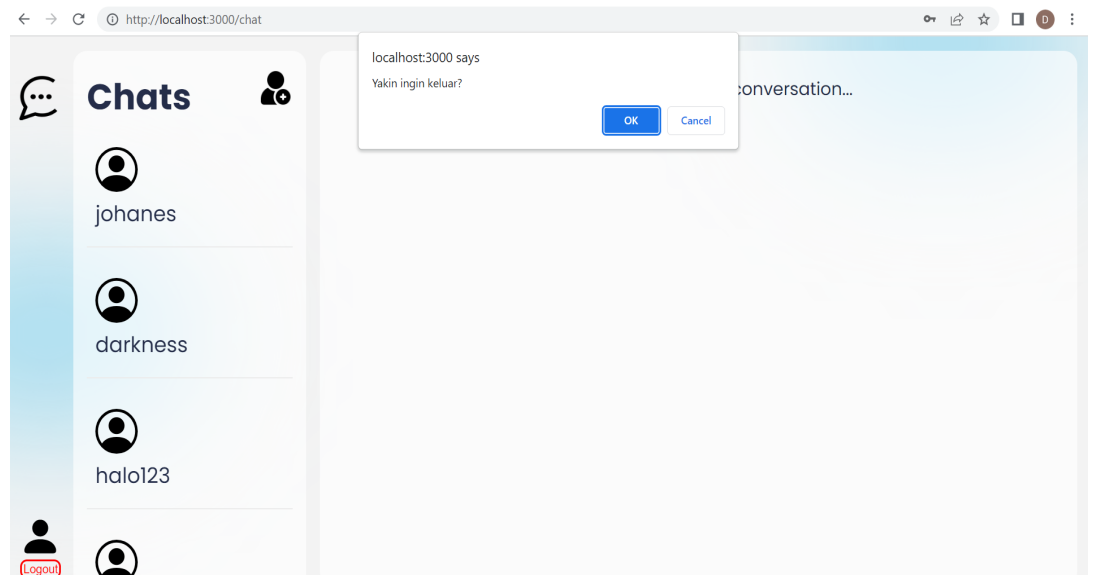 http://localhost:3000/chat
D
localhost:3000 says
Yakin ingin keluar?
OK
Cancel
Chats
conversation...
johanes
darkness
halo123
Logout